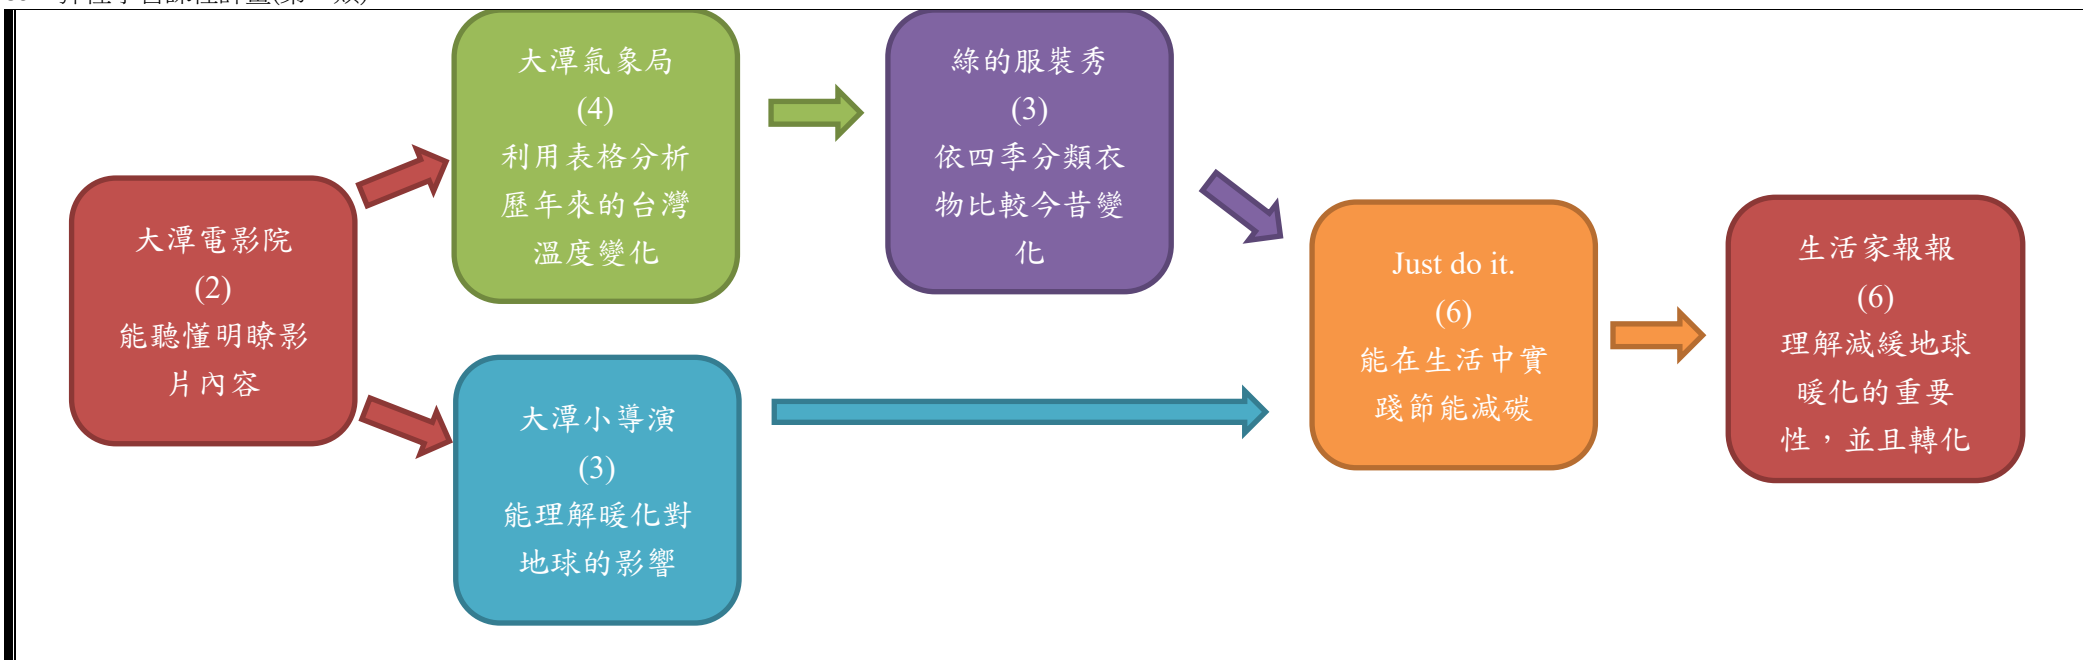 大潭電影院
(2)
能聽懂明瞭影
片內容
大潭氣象局
(4)
利用表格分析
歷年來的台灣
溫度變化
綠的服裝秀
(3)
依四季分類衣
物比較今昔變
化
大潭小導演
(3)
能理解暖化對
地球的影響
Just do it.
(6)
能在生活中實
踐節能減碳
生活家報報
(6)
理解減緩地球
暖化的重要
性，並且轉化